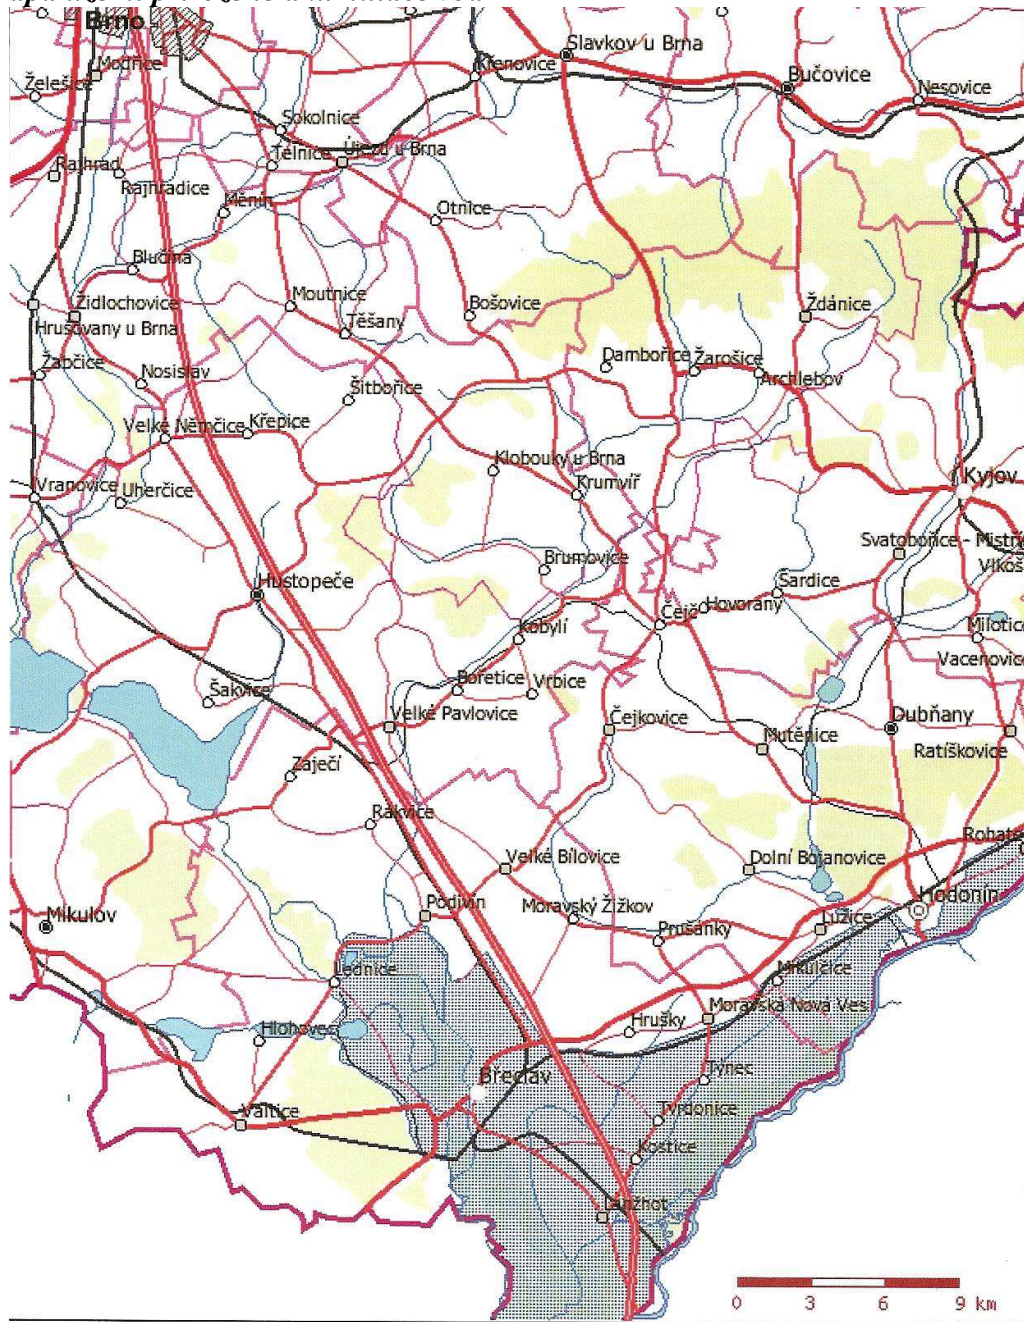 Brno
Slavkov u Brna
Modřice
Křenovice
Bučovice
Želešice
Nesovice
Sokolnice
Telnice
Újezd u Brna
Rajhrad
Rajhradice
Měnín
Otnice
Blučina
Židlochovice
Moutnice
Bošovice
Ždánice
Hrušovany u Brna
Těšany
Žabčice
Nosislav
Dambořice
Žarošice
Archlebov
Šitbořice
Velké Němčice
Křepice
Klobouky u Brna
Vranovice
Uherčice
Krumvíř
Kyjov
Svatobořice - Mistř
Brumovice
Vlkoš
Hustopeče
Šardice
Hovorany
Čejč
Kobylí
Milotice
Vacenovice
Šakvice
Bořetice
Vrbice
Velké Pavlovice
Čejkovice
Dubňany
Mutěnice
Ratíškovice
Zaječí
Rakvice
Rohate
Velké Bílovice
Dolní Bojanovice
Podivín
Moravský Žižkov
Hodonín
Mikulov
Lužice
Prušánky
Lednice
Mikulčice
Moravská Nová Ves
Hlohovec
Hrušky
Břeclav
Týnec
Valtice
Tvrdonice
Kostice
Lanžhot
0 3 6 9 km